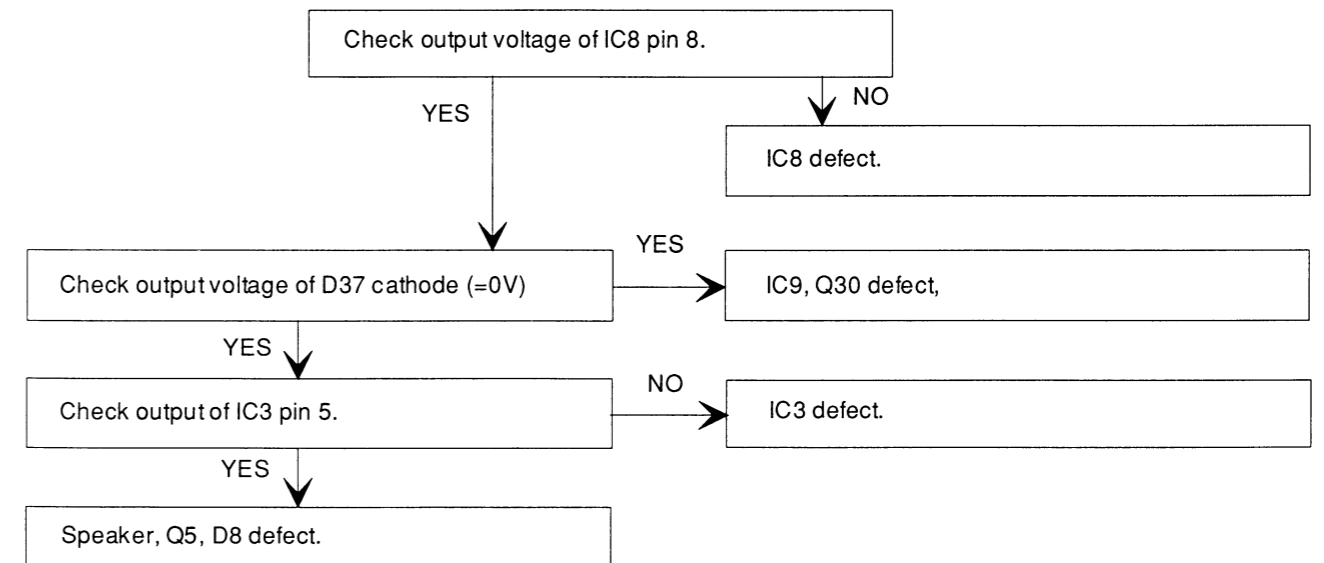 Check output voltage of IC8 pin 8.
YES
NO
IC8 defect.
Check output voltage of D37 cathode (=0V)
YES
IC9, Q30 defect,
YES
Check output of IC3 pin 5.
NO
IC3 defect.
YES
Speaker, Q5, D8 defect.